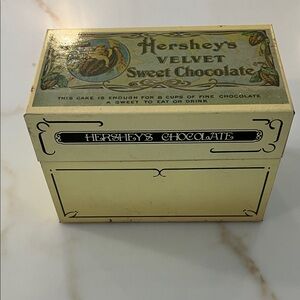 Hershey's
VELVET
Sweet Chocolate
THIS CAKE IS ENOUGH FOR 8 CUPS OF FINE CHOCOLATE
A SWEET TO EAT OR DRINK
HERSHEY'S CHOCOLATE